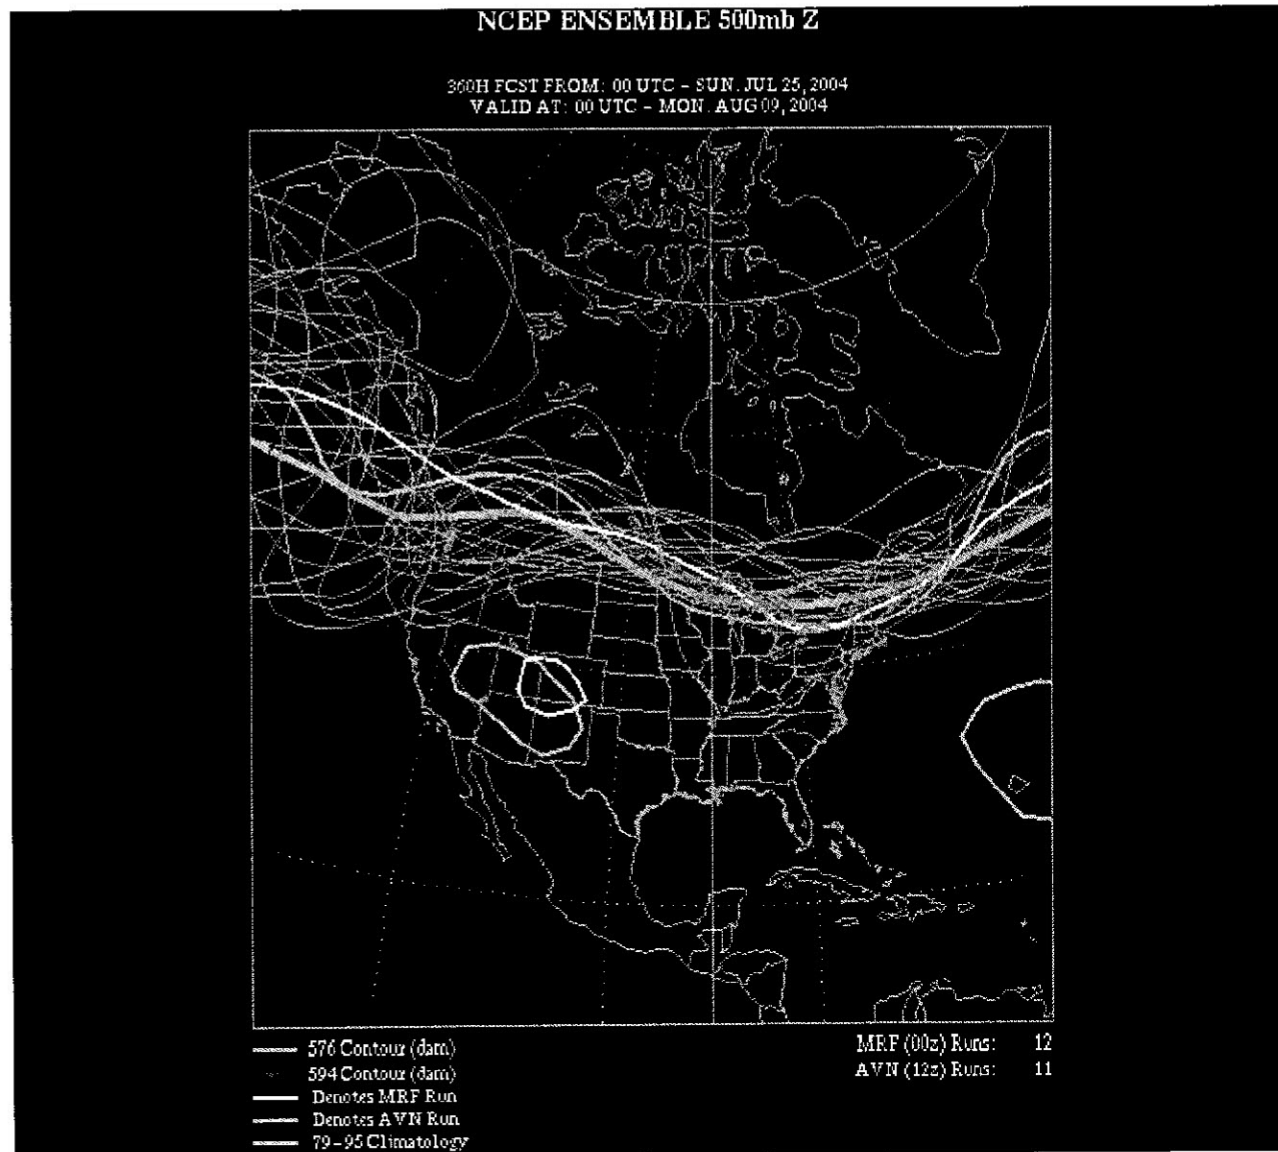 NCEP ENSEMBLE 500mb Z
360H FCST FROM: 00 UTC – SUN. JUL 25, 2004
VALID AT: 00 UTC – MON. AUG 09, 2004
576 Contour (dam)
594 Contour (dam)
Denotes MRF Run
Denotes AVN Run
79–95 Climatology
MRF (00z) Runs: 12
AVN (12z) Runs: 11